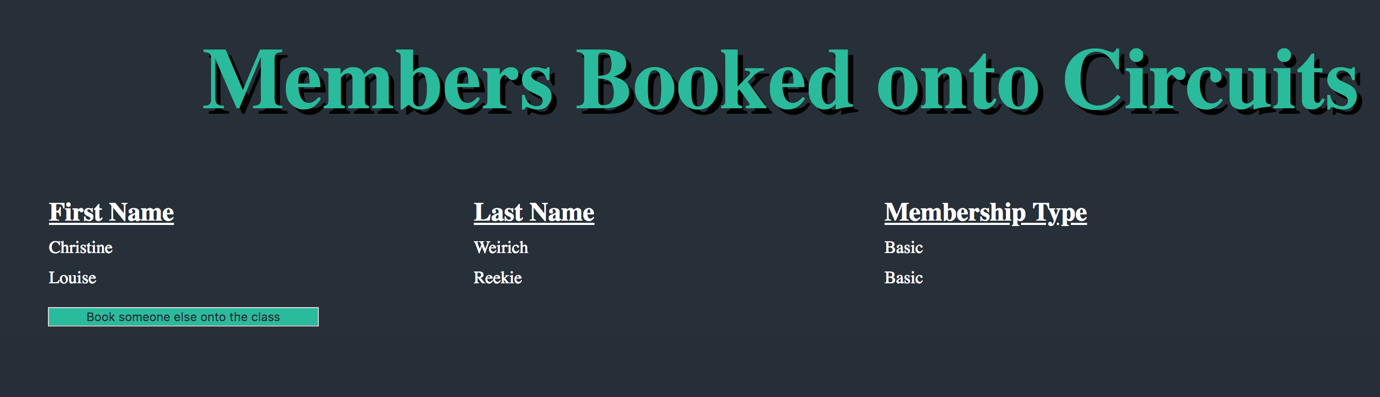 Members Booked onto Circuits
First Name Last Name Membership Type
Christine Weirich Basic
Louise Reekie Basic
Book someone else onto the class